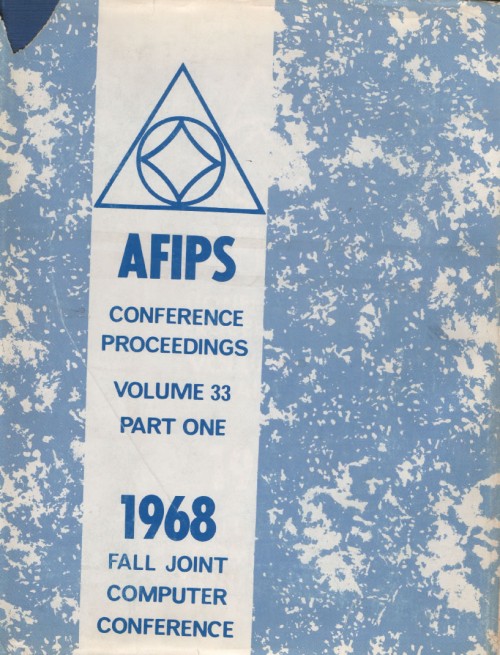 AFIPS
CONFERENCE
PROCEEDINGS
VOLUME 33
PART ONE
1968
FALL JOINT
COMPUTER
CONFERENCE